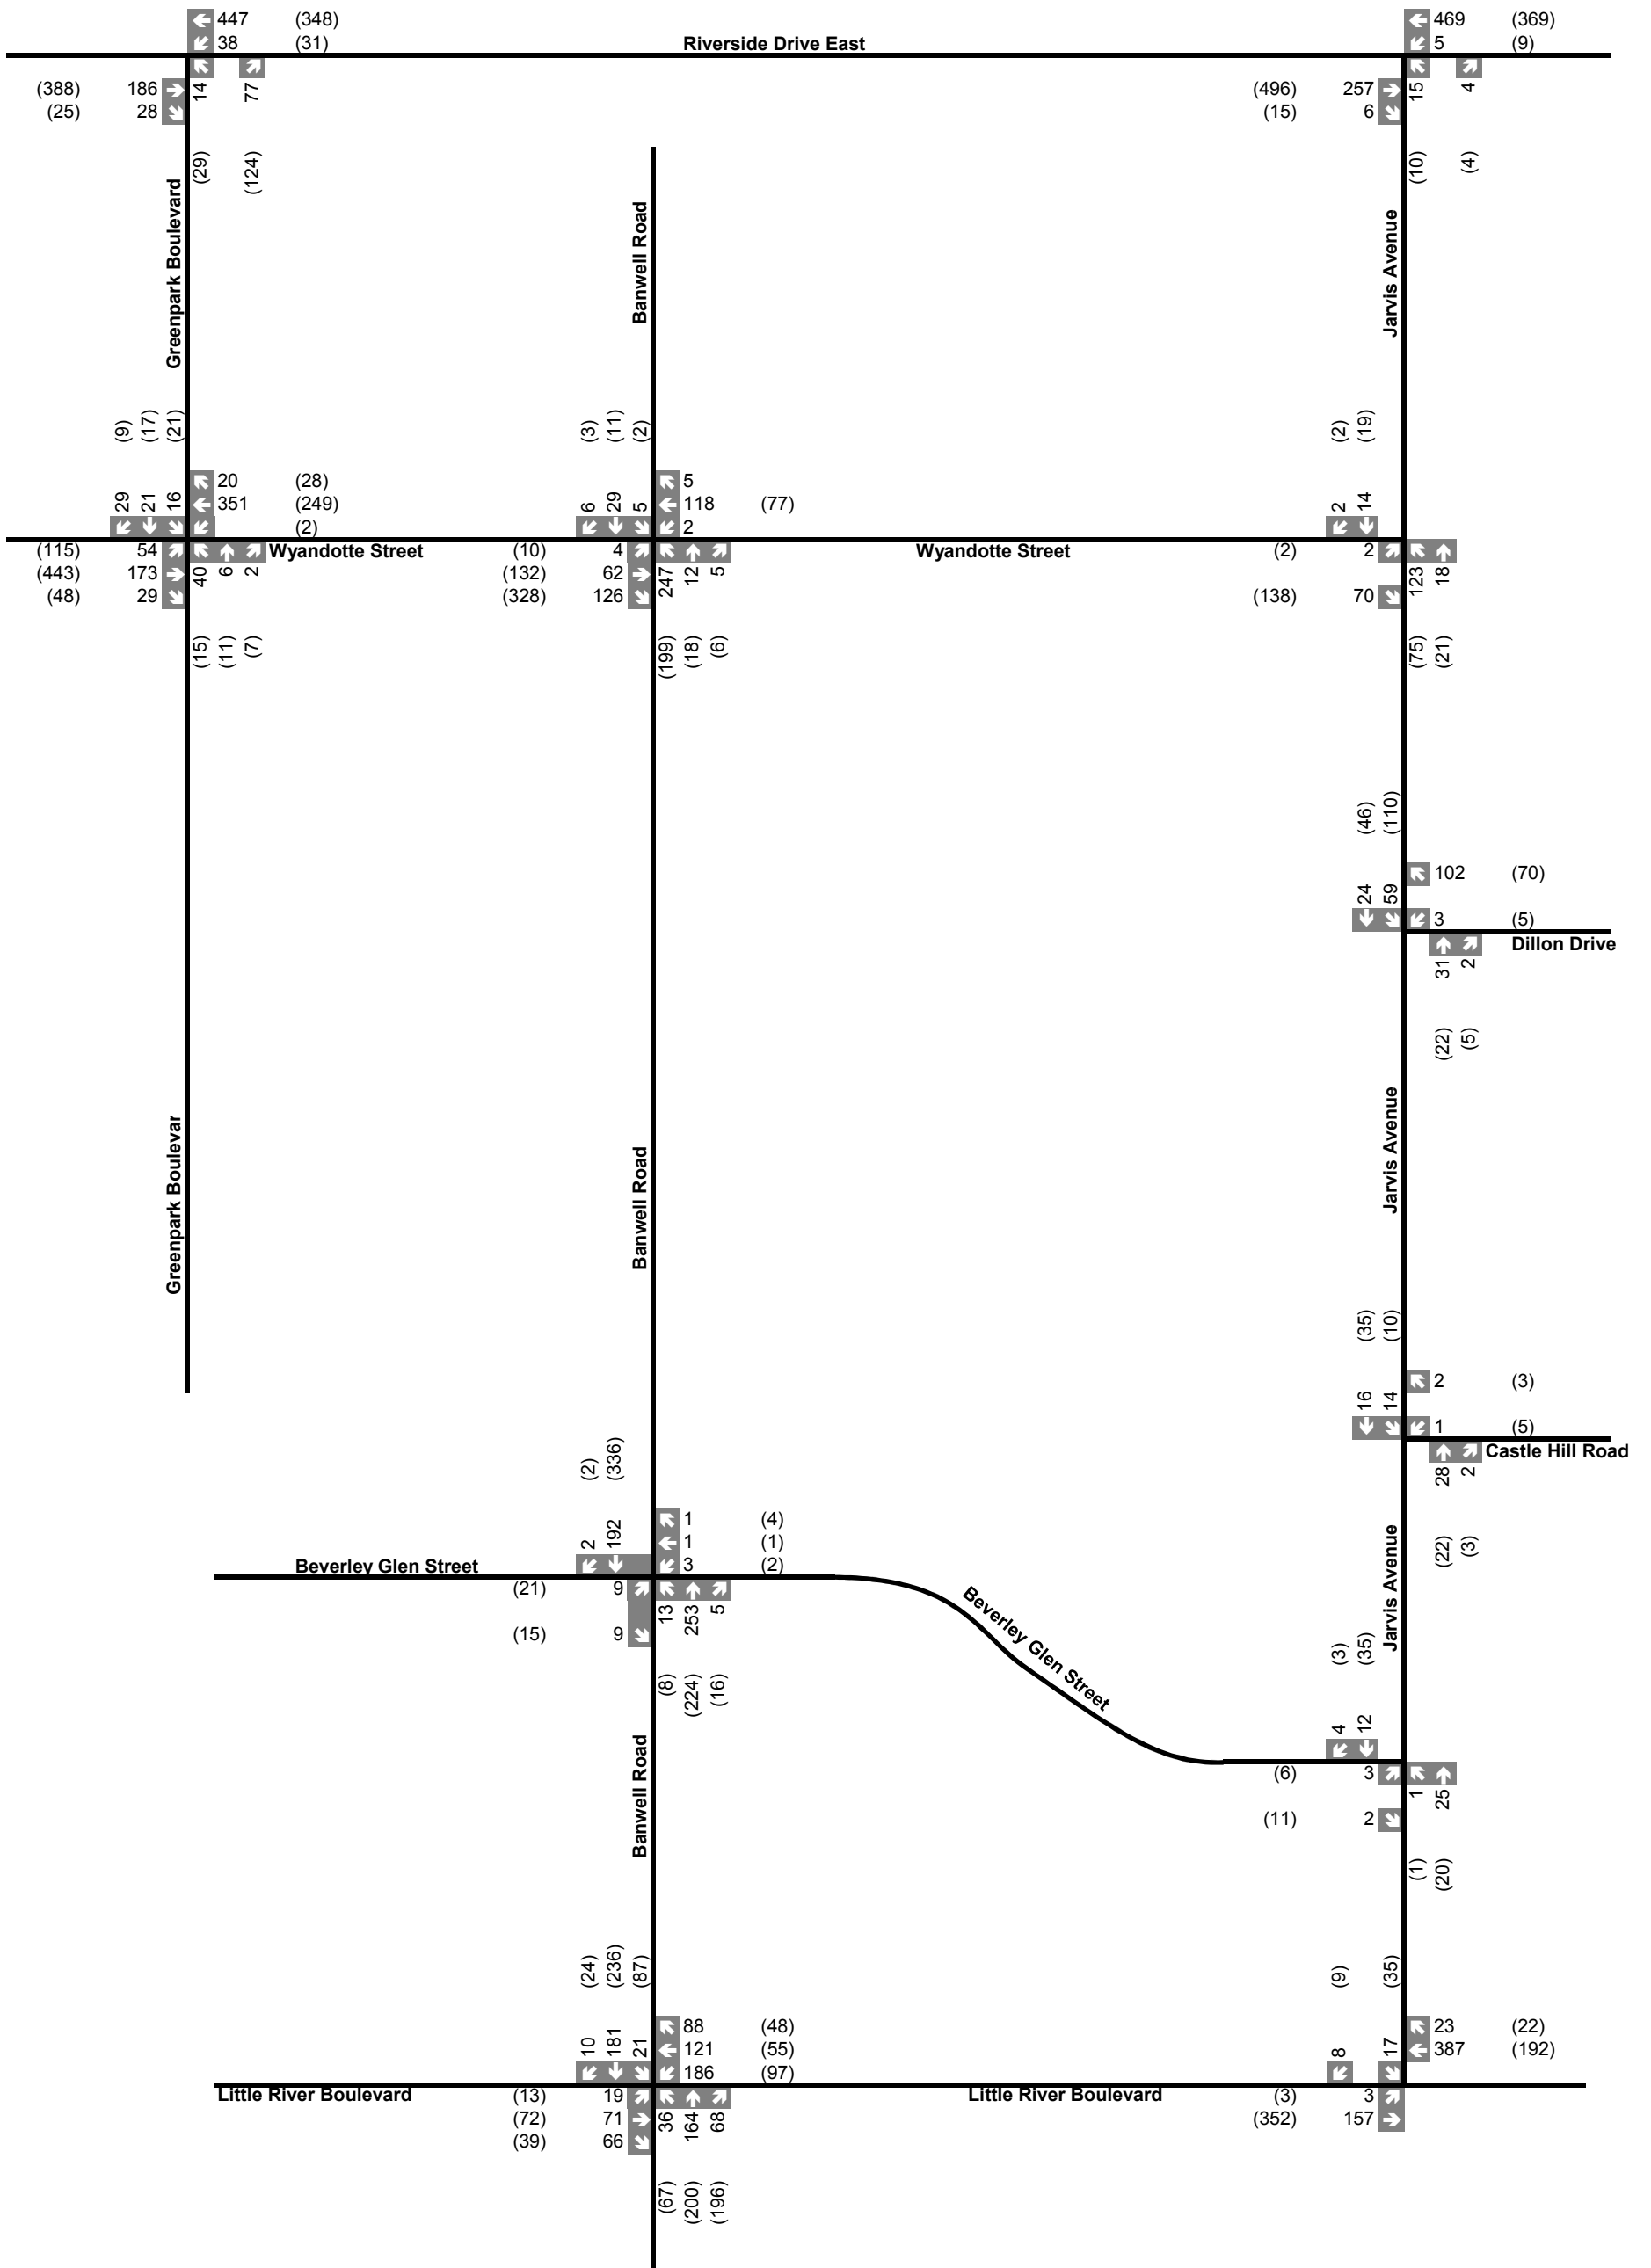 447 (348)
38 (31)
469 (369)
5 (9)
Riverside Drive East
(388) 186
(25) 28
14 77
(29) (124)
(496) 257
(15) 6
15 4
(10) (4)
Greenpark Boulevard
Banwell Road
Jarvis Avenue
(9) (17) (21)
29 21 16
20 (28)
351 (249)
(2)
(3) (11) (2)
6 29 5
5
118 (77)
2
(2) (19)
2 14
Wyandotte Street
Wyandotte Street
(115) 54
(443) 173
(48) 29
40 6 2
(15) (11) (7)
(10) 4
(132) 62
(328) 126
247 12 5
(199) (18) (6)
(2) 2
(138) 70
123 18
(75) (21)
(46) (110)
24 59
102 (70)
3 (5)
Dillon Drive
31 2
(22) (5)
Greenpark Boulevar
Banwell Road
Jarvis Avenue
(35) (10)
16 14
2 (3)
1 (5)
Castle Hill Road
28 2
(22) (3)
(2) (336)
2 192
1 (4)
1 (1)
3 (2)
Beverley Glen Street
(21) 9
(15) 9
13 253 5
(8) (224) (16)
Beverley Glen Street
Jarvis Avenue
(3) (35)
4 12
(6) 3
(11) 2
1 25
(1) (20)
Banwell Road
(24) (236) (87)
10 181 21
88 (48)
121 (55)
186 (97)
(9) (35)
8 17
23 (22)
387 (192)
Little River Boulevard
Little River Boulevard
(13) 19
(72) 71
(39) 66
36 164 68
(67) (200) (196)
(3) 3
(352) 157